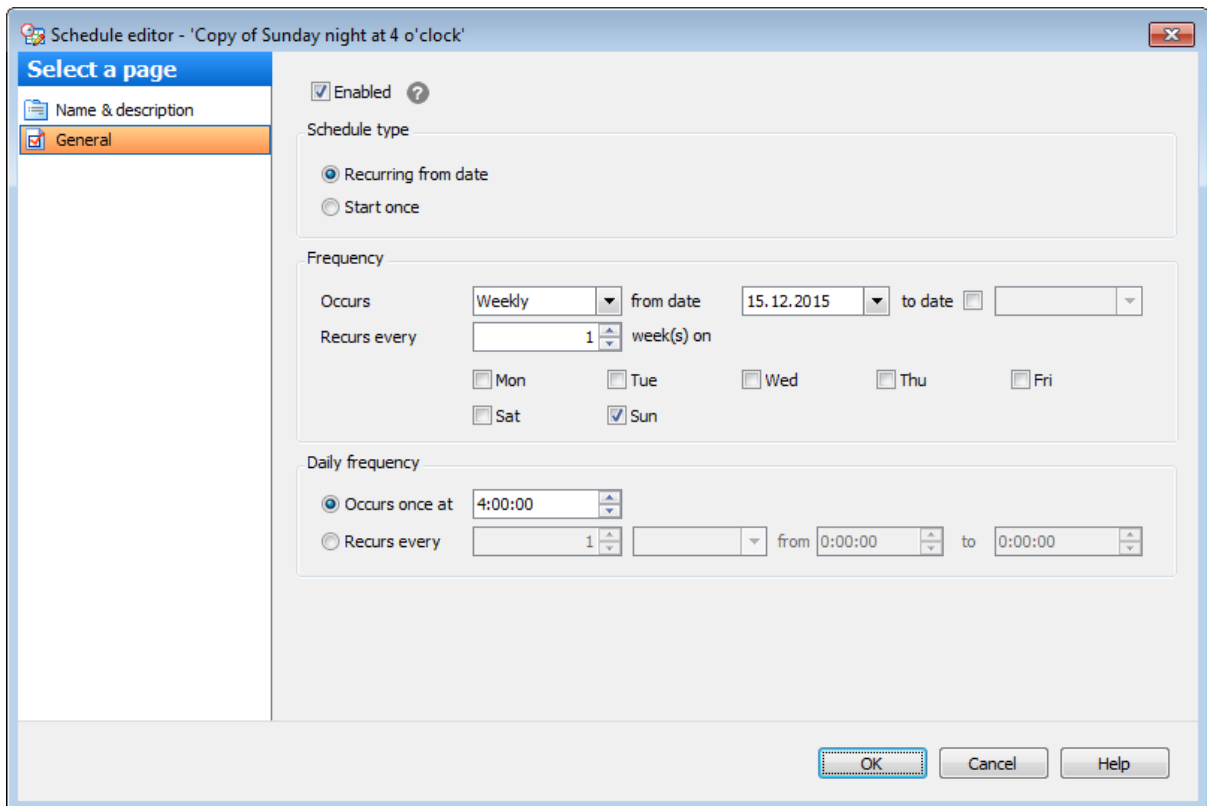 Schedule editor - 'Copy of Sunday night at 4 o'clock'
Select a page
Name & description
General
Enabled ?
Schedule type
Recurring from date
Start once
Frequency
Occurs Weekly from date 15.12.2015 to date
Recurs every 1 week(s) on
Mon Tue Wed Thu Fri
Sat Sun
Daily frequency
Occurs once at 4:00:00
Recurs every 1 from 0:00:00 to 0:00:00
OK Cancel Help